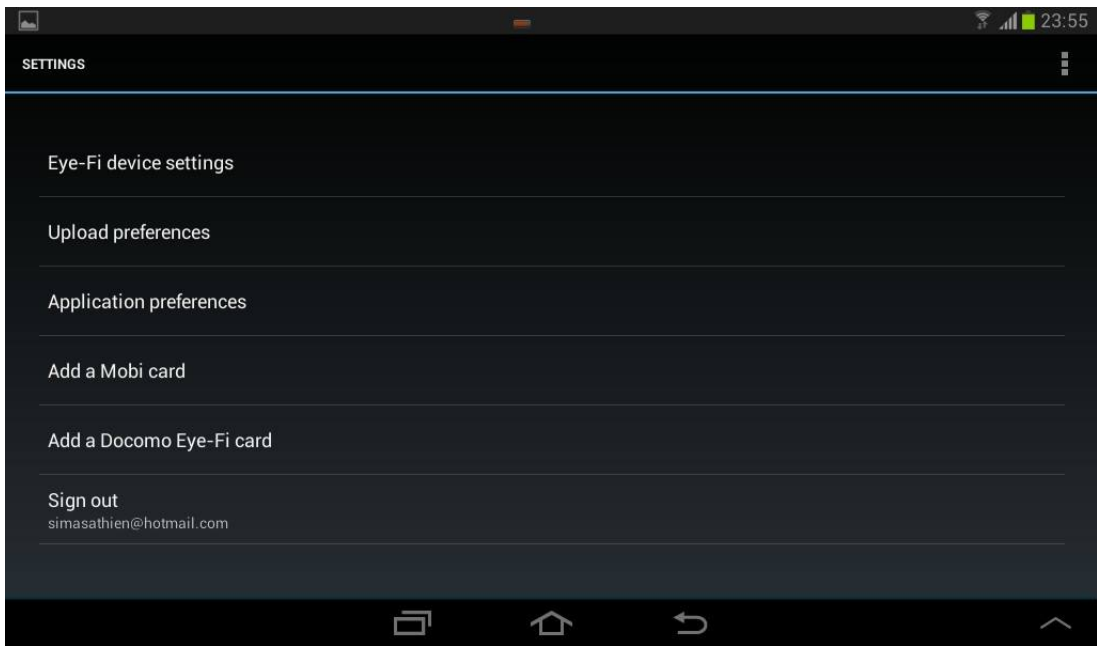 23:55
SETTINGS
Eye-Fi device settings
Upload preferences
Application preferences
Add a Mobi card
Add a Docomo Eye-Fi card
Sign out
simasathien@hotmail.com